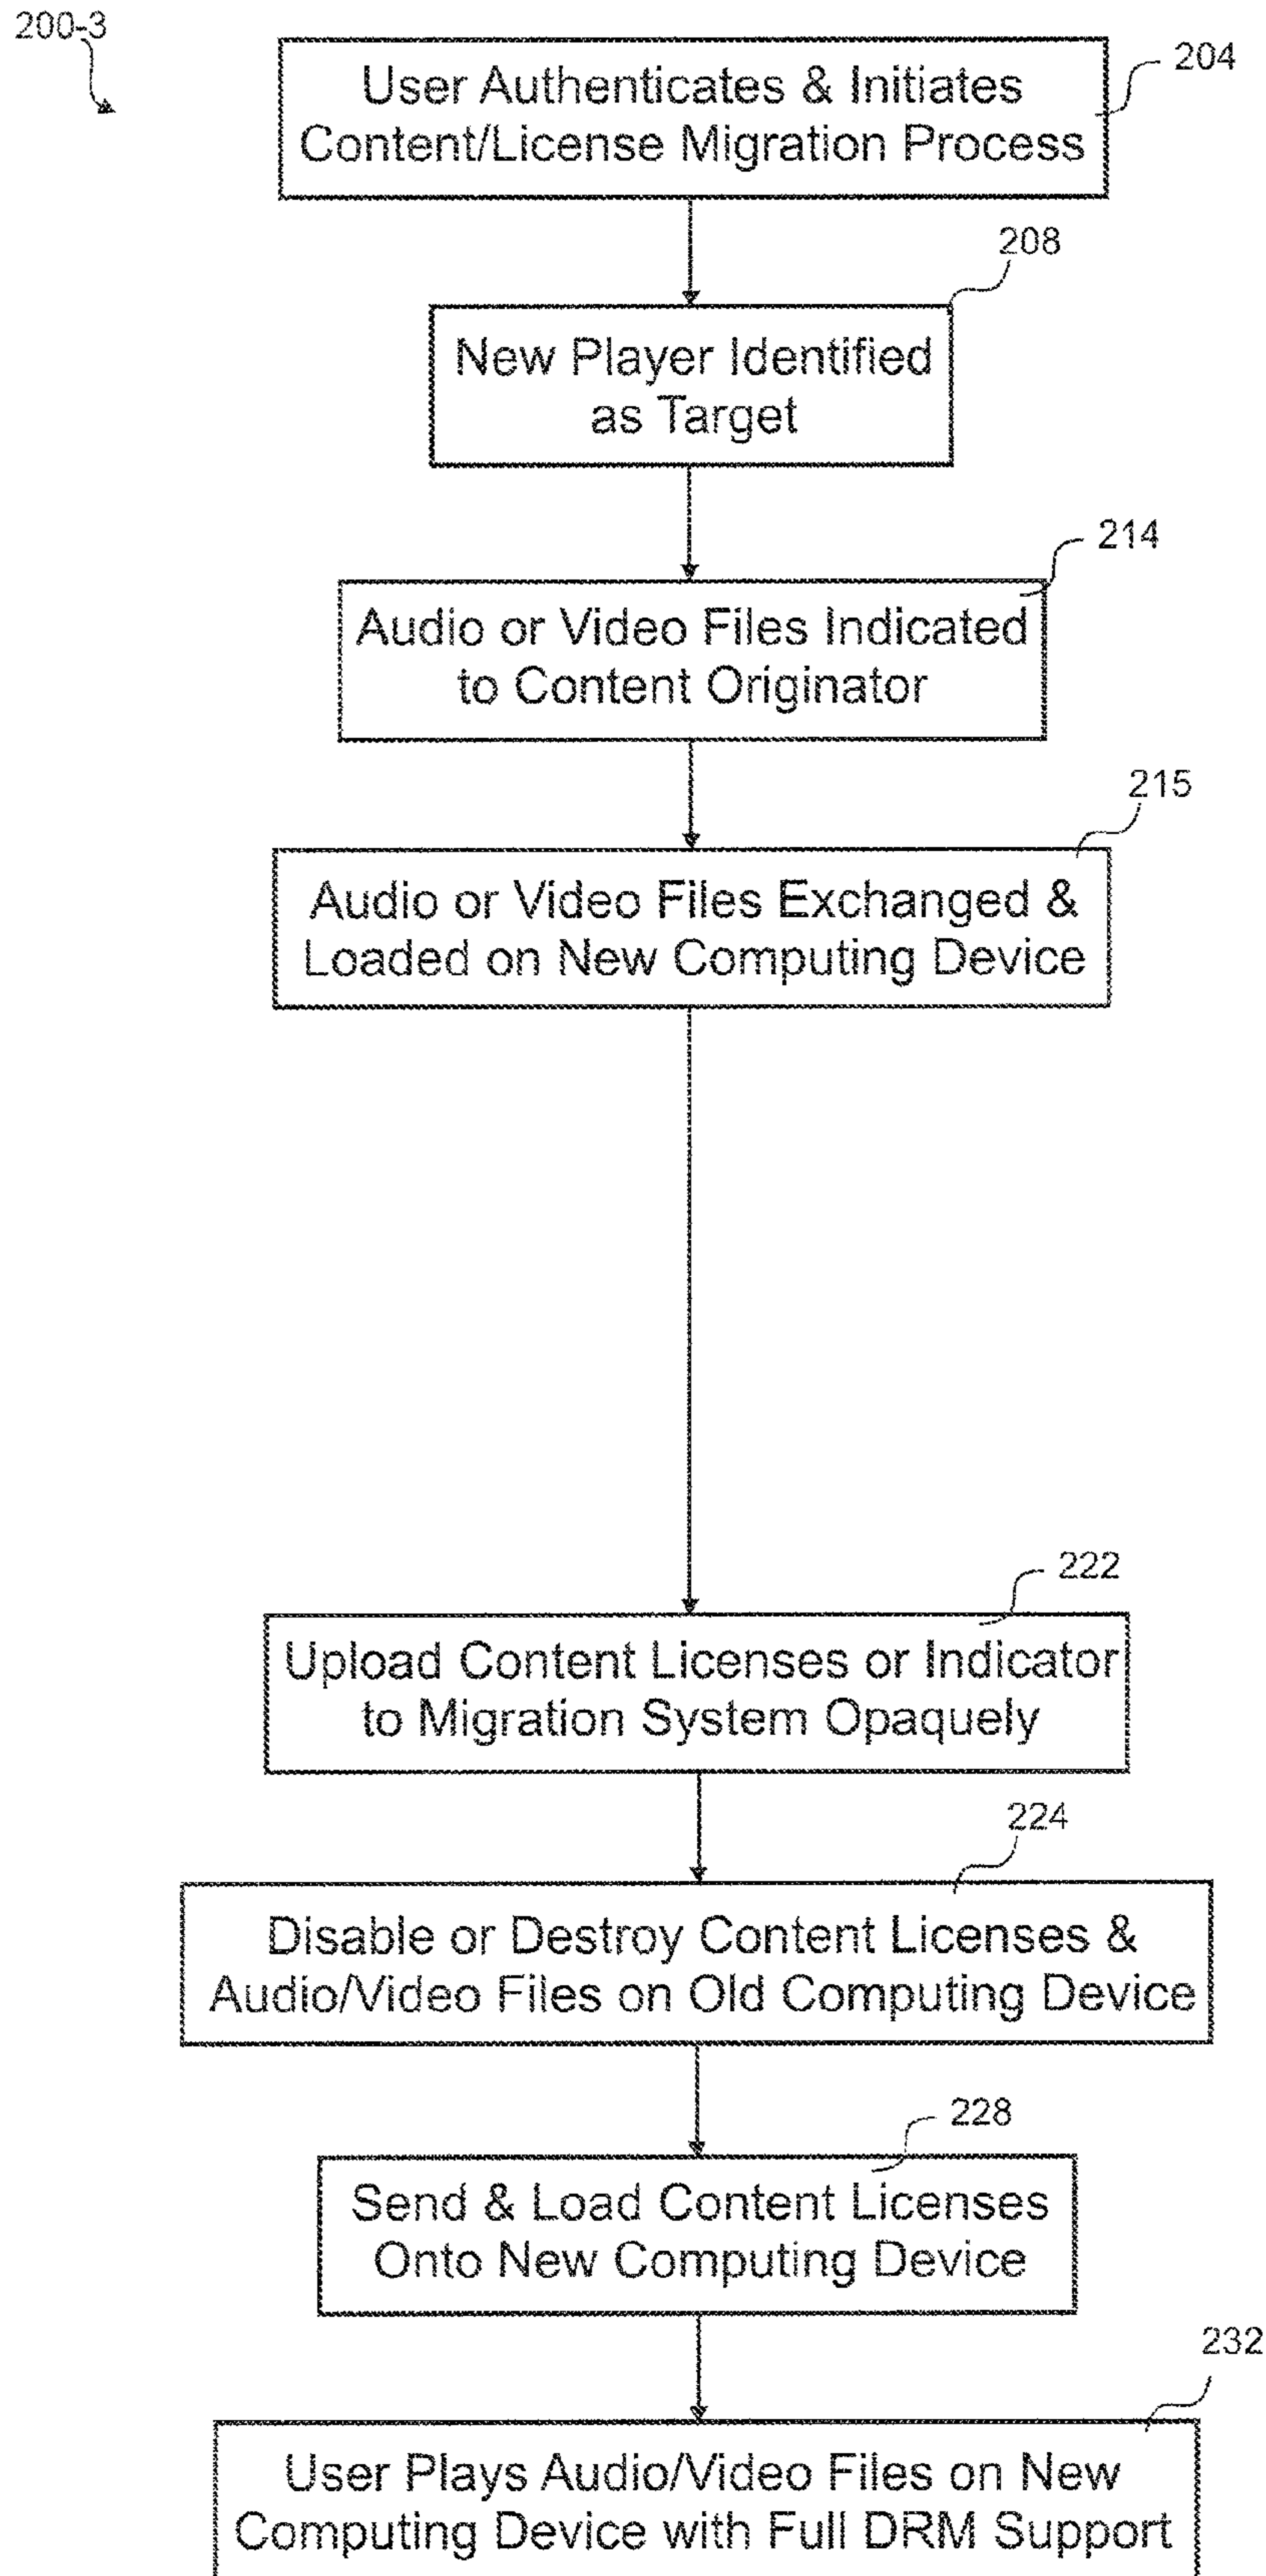 200-3
204
User Authenticates & Initiates
Content/License Migration Process
208
New Player Identified
as Target
214
Audio or Video Files Indicated
to Content Originator
215
Audio or Video Files Exchanged &
Loaded on New Computing Device
222
Upload Content Licenses or Indicator
to Migration System Opaquely
224
Disable or Destroy Content Licenses &
Audio/Video Files on Old Computing Device
228
Send & Load Content Licenses
Onto New Computing Device
232
User Plays Audio/Video Files on New
Computing Device with Full DRM Support